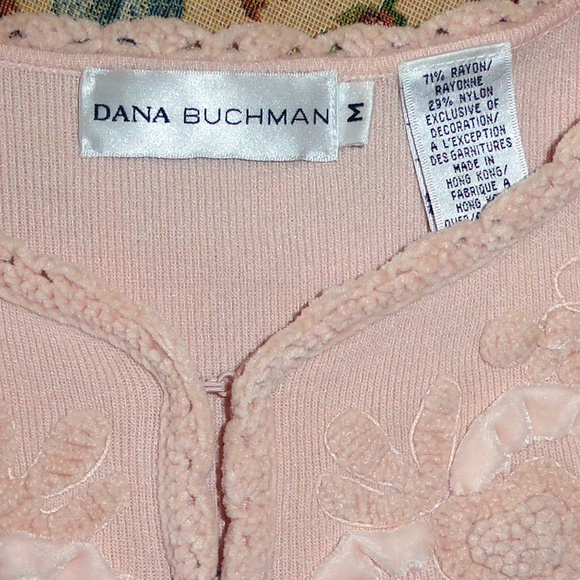 DANA BUCHMAN
M
71% RAYON/
RAYONNE
29% NYLON
EXCLUSIVE OF
DECORATION/
A L'EXCEPTION
DES GARNITURES
MADE IN
HONG KONG/
FABRIQUE A
HONG